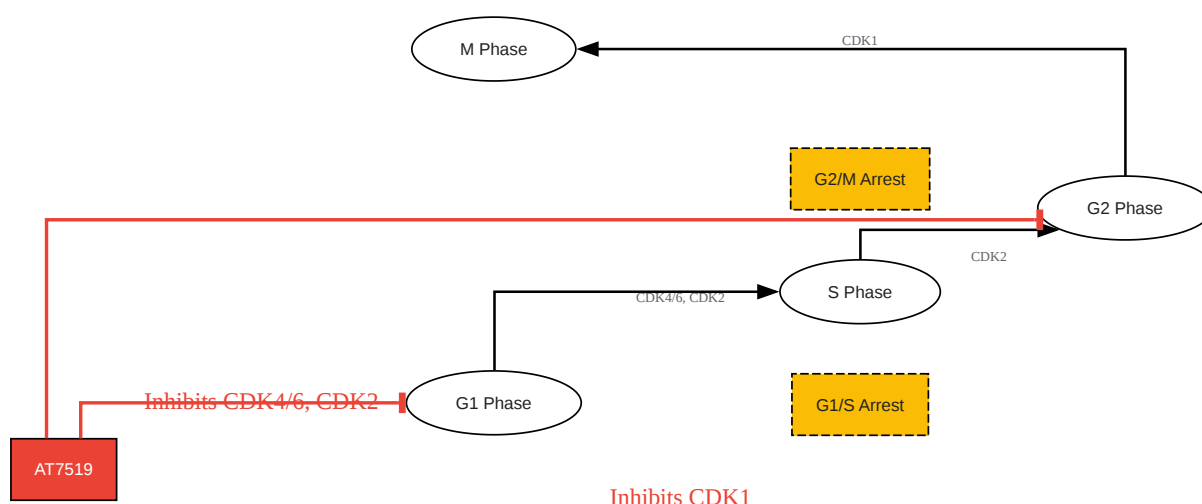 CDK1
M Phase
G2/M Arrest
G2 Phase
CDK2
S Phase
CDK4/6, CDK2
Inhibits CDK4/6, CDK2
G1 Phase
G1/S Arrest
AT7519
Inhibits CDK1